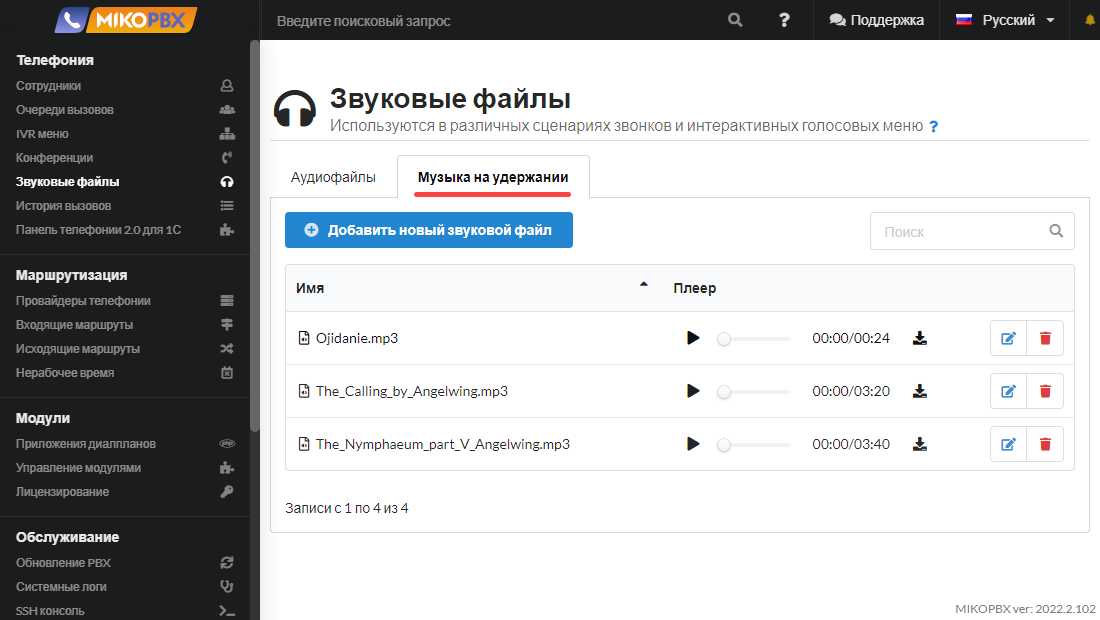 MIKOPBX
Введите поисковый запрос
?
Поддержка
Русский
Телефония
Сотрудники
Очереди вызовов
IVR меню
Конференции
Звуковые файлы
История вызовов
Панель телефонии 2.0 для 1С
Маршрутизация
Провайдеры телефонии
Входящие маршруты
Исходящие маршруты
Нерабочее время
Модули
Приложения диалпланов
Управление модулями
Лицензирование
Обслуживание
Обновление PBX
Системные логи
SSH консоль
Звуковые файлы
Используются в различных сценариях звонков и интерактивных голосовых меню ?
Аудиофайлы
Музыка на удержании
Добавить новый звуковой файл
Поиск
Имя
Плеер
Ojidanie.mp3
00:00/00:24
The_Calling_by_Angelwing.mp3
00:00/03:20
The_Nymphaeum_part_V_Angelwing.mp3
00:00/03:40
Записи с 1 по 4 из 4
MIKOPBX ver: 2022.2.102